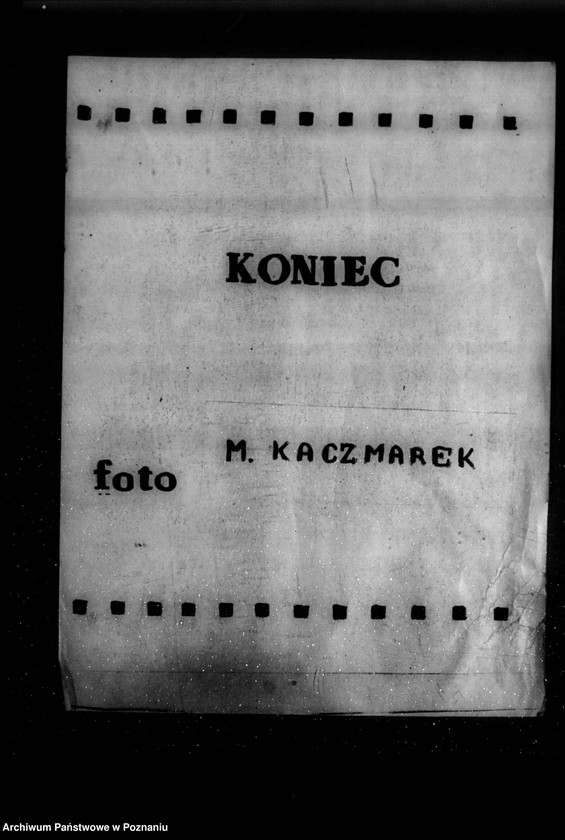 KONIEC
M. KACZMAREK
foto
Archiwum Państwowe w Poznaniu